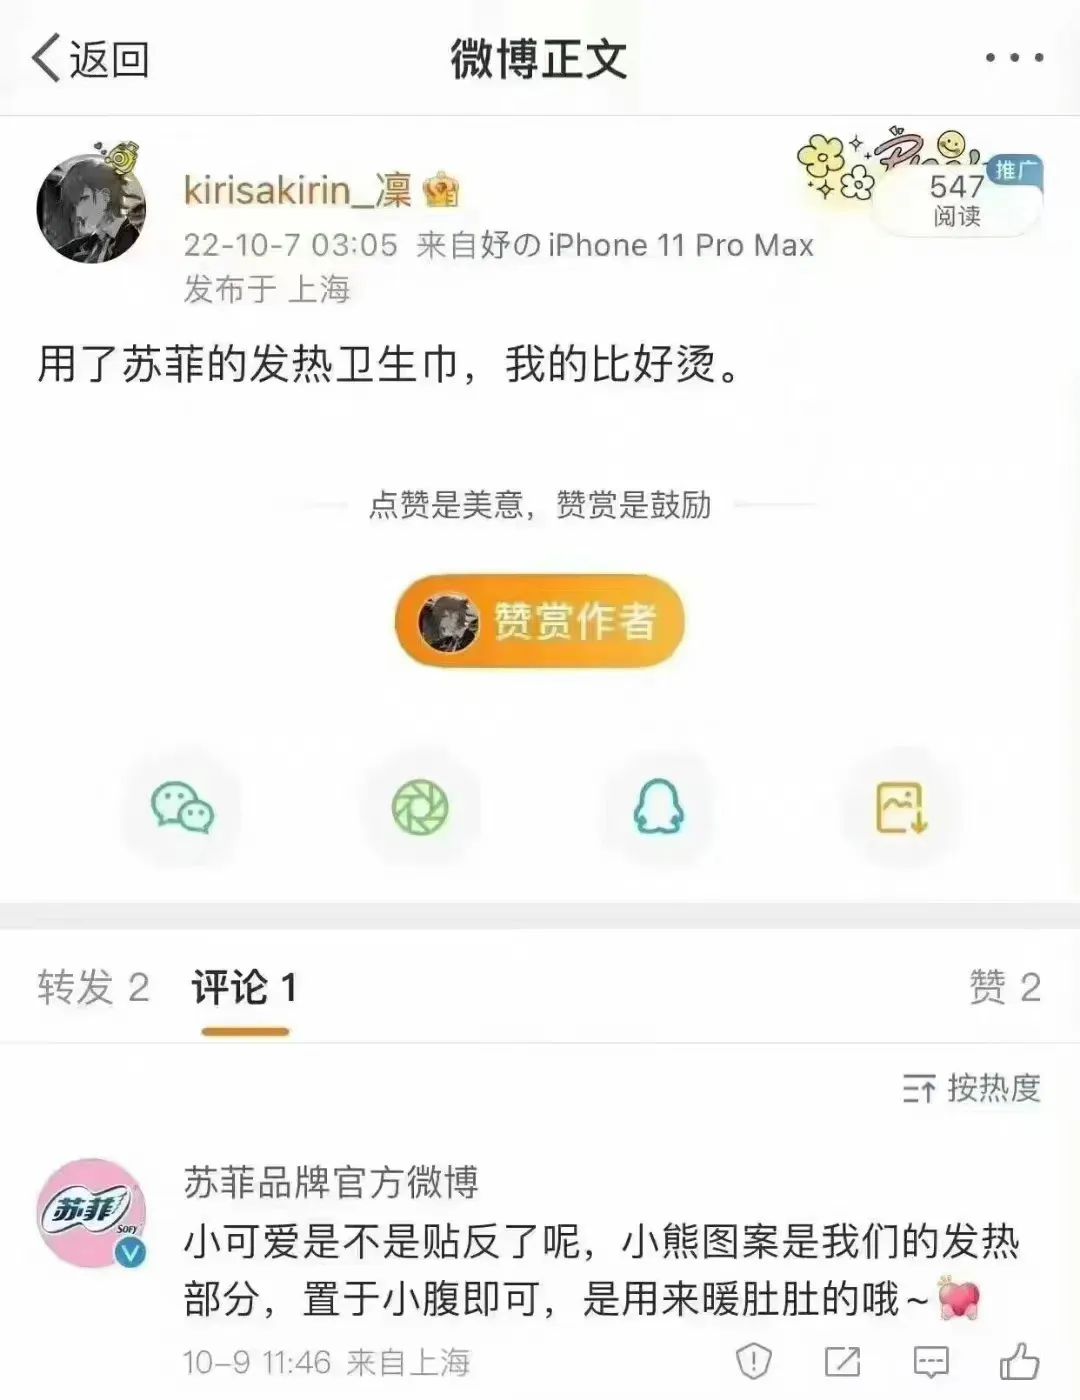 返回
微博正文
kirisakirin_凛
547
推广
阅读
22-10-7 03:05 来自妤のiPhone 11 Pro Max
发布于 上海
用了苏菲的发热卫生巾，我的比好烫。
点赞是美意，赞赏是鼓励
赞赏作者
转发 2 评论 1 赞 2
按热度
苏菲
SOFY
苏菲品牌官方微博
小可爱是不是贴反了呢，小熊图案是我们的发热
部分，置于小腹即可，是用来暖肚肚的哦~
10-9 11:46 来自上海